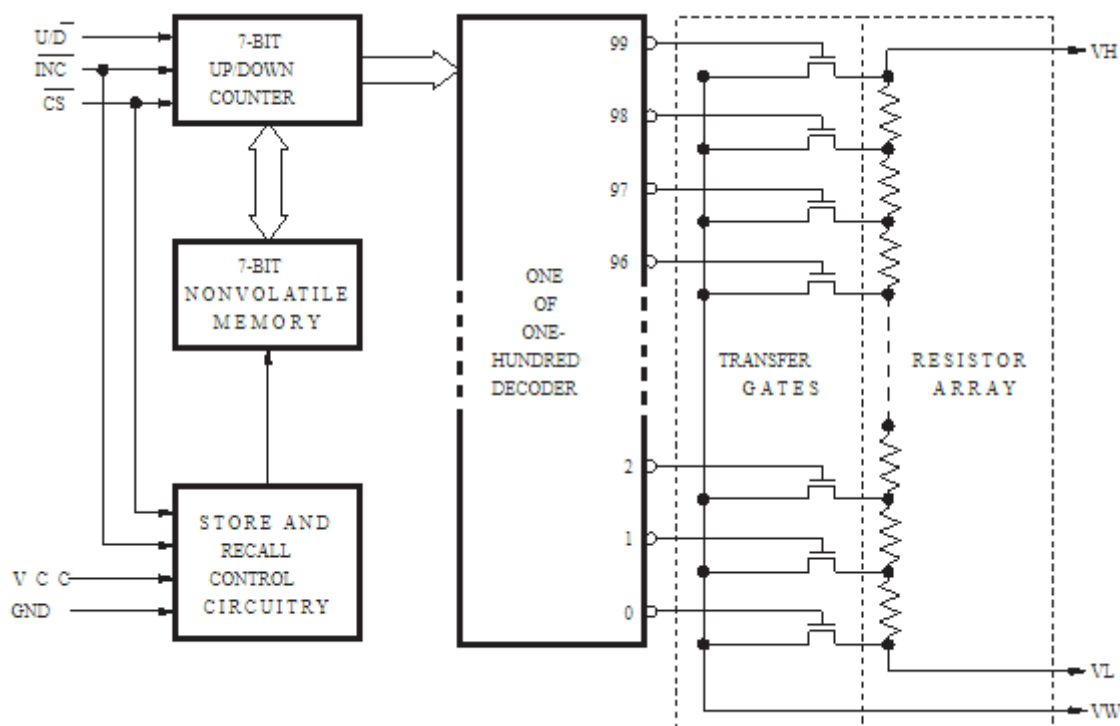 U/D
INC
CS
7-BIT
UP/DOWN
COUNTER
7-BIT
NONVOLATILE
MEMORY
STORE AND
RECALL
CONTROL
CIRCUITRY
V C C
GND
ONE
OF
ONE-
HUNDRED
DECODER
99
98
97
96
2
1
0
TRANSFER
GATES
RESISTOR
ARRAY
VH
VL
VW